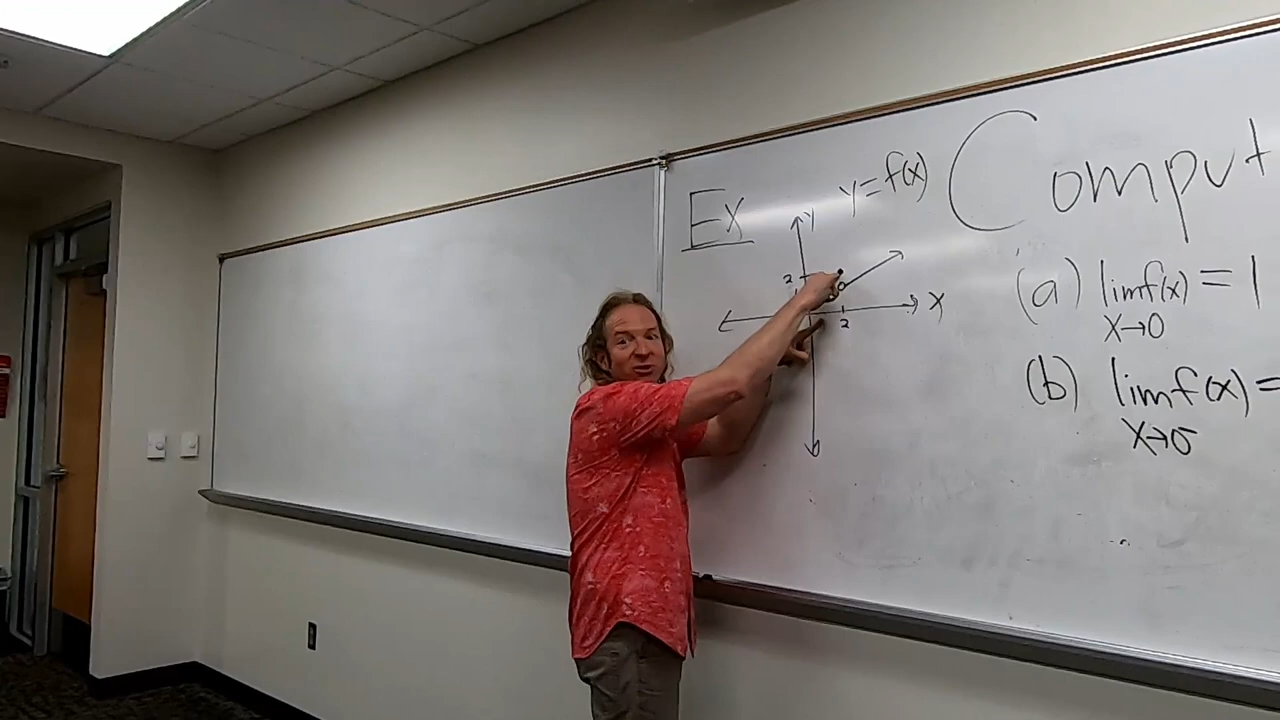 Ex
y = f(x)
Comput
y
2
x
2
(a) lim f(x) = 1
x→0
(b) lim f(x) =
x→0⁻